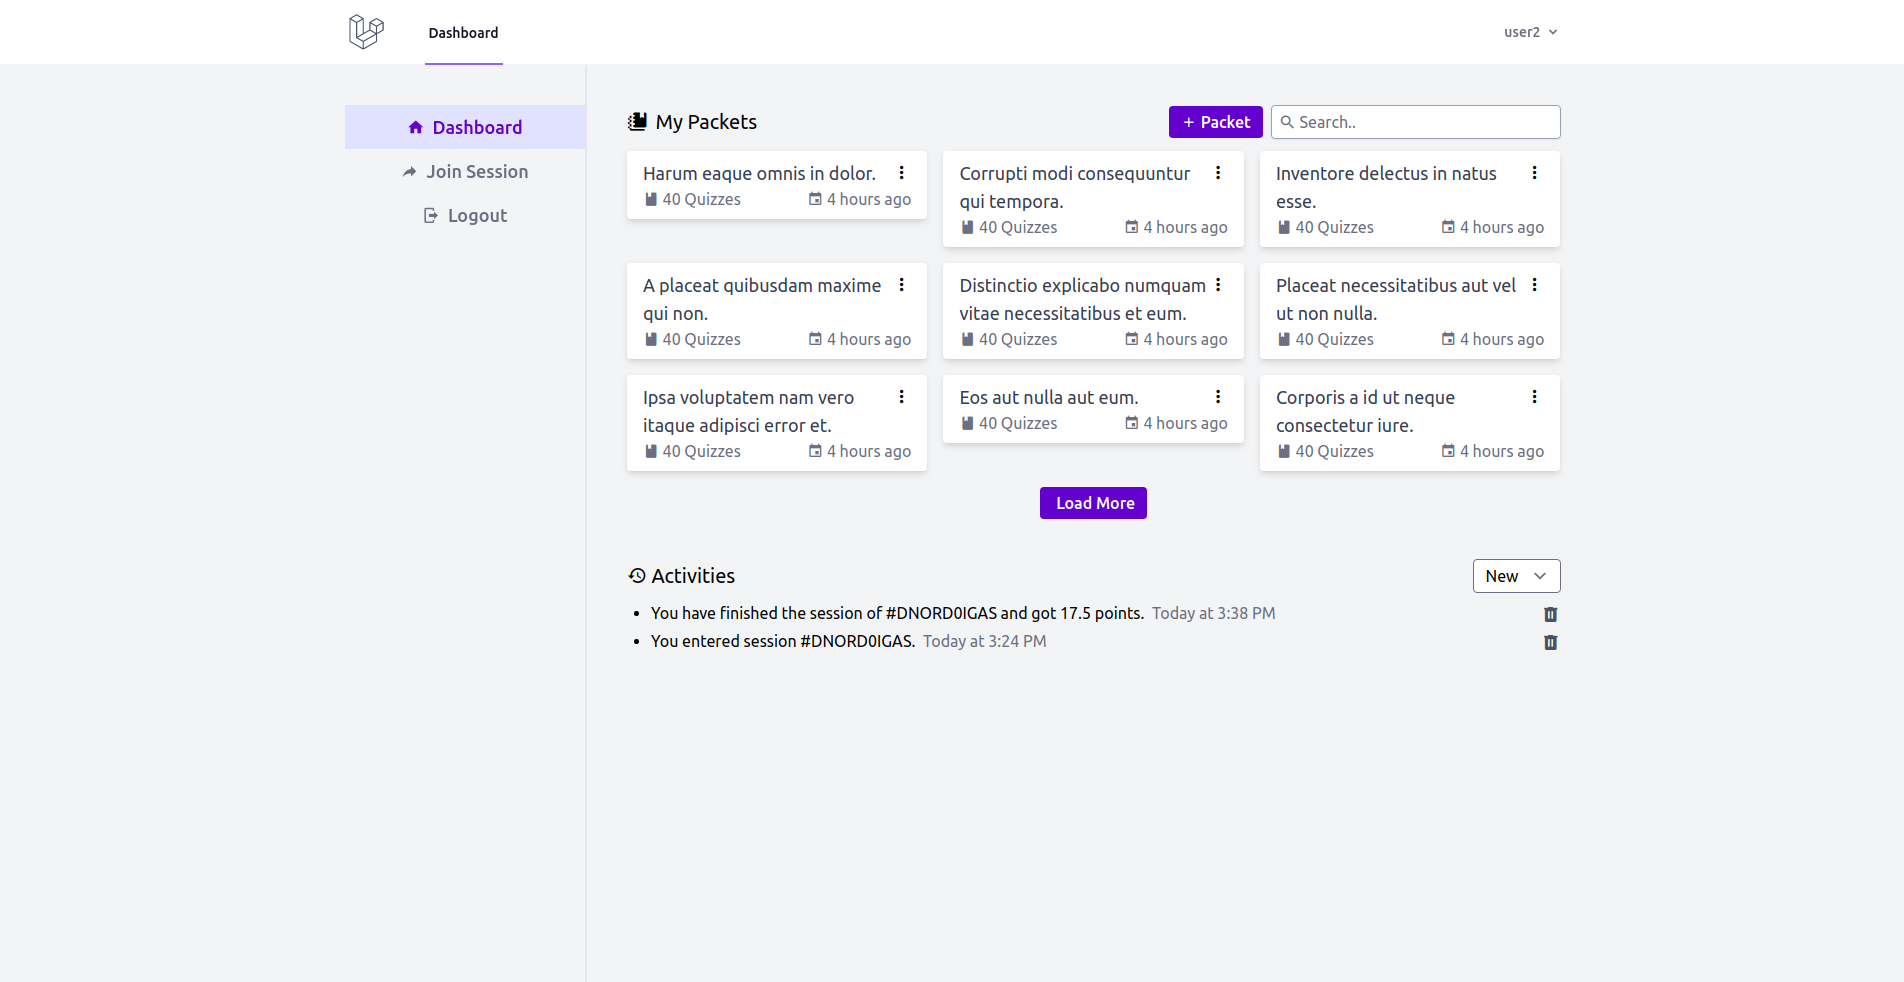 Dashboard
user2
Dashboard
Join Session
Logout
My Packets
+ Packet
Search..
Harum eaque omnis in dolor.
40 Quizzes 4 hours ago
Corrupti modi consequuntur
qui tempora.
40 Quizzes 4 hours ago
Inventore delectus in natus
esse.
40 Quizzes 4 hours ago
A placeat quibusdam maxime
qui non.
40 Quizzes 4 hours ago
Distinctio explicabo numquam
vitae necessitatibus et eum.
40 Quizzes 4 hours ago
Placeat necessitatibus aut vel
ut non nulla.
40 Quizzes 4 hours ago
Ipsa voluptatem nam vero
itaque adipisci error et.
40 Quizzes 4 hours ago
Eos aut nulla aut eum.
40 Quizzes 4 hours ago
Corporis a id ut neque
consectetur iure.
40 Quizzes 4 hours ago
Load More
Activities
New
• You have finished the session of #DNORD0IGAS and got 17.5 points. Today at 3:38 PM
• You entered session #DNORD0IGAS. Today at 3:24 PM